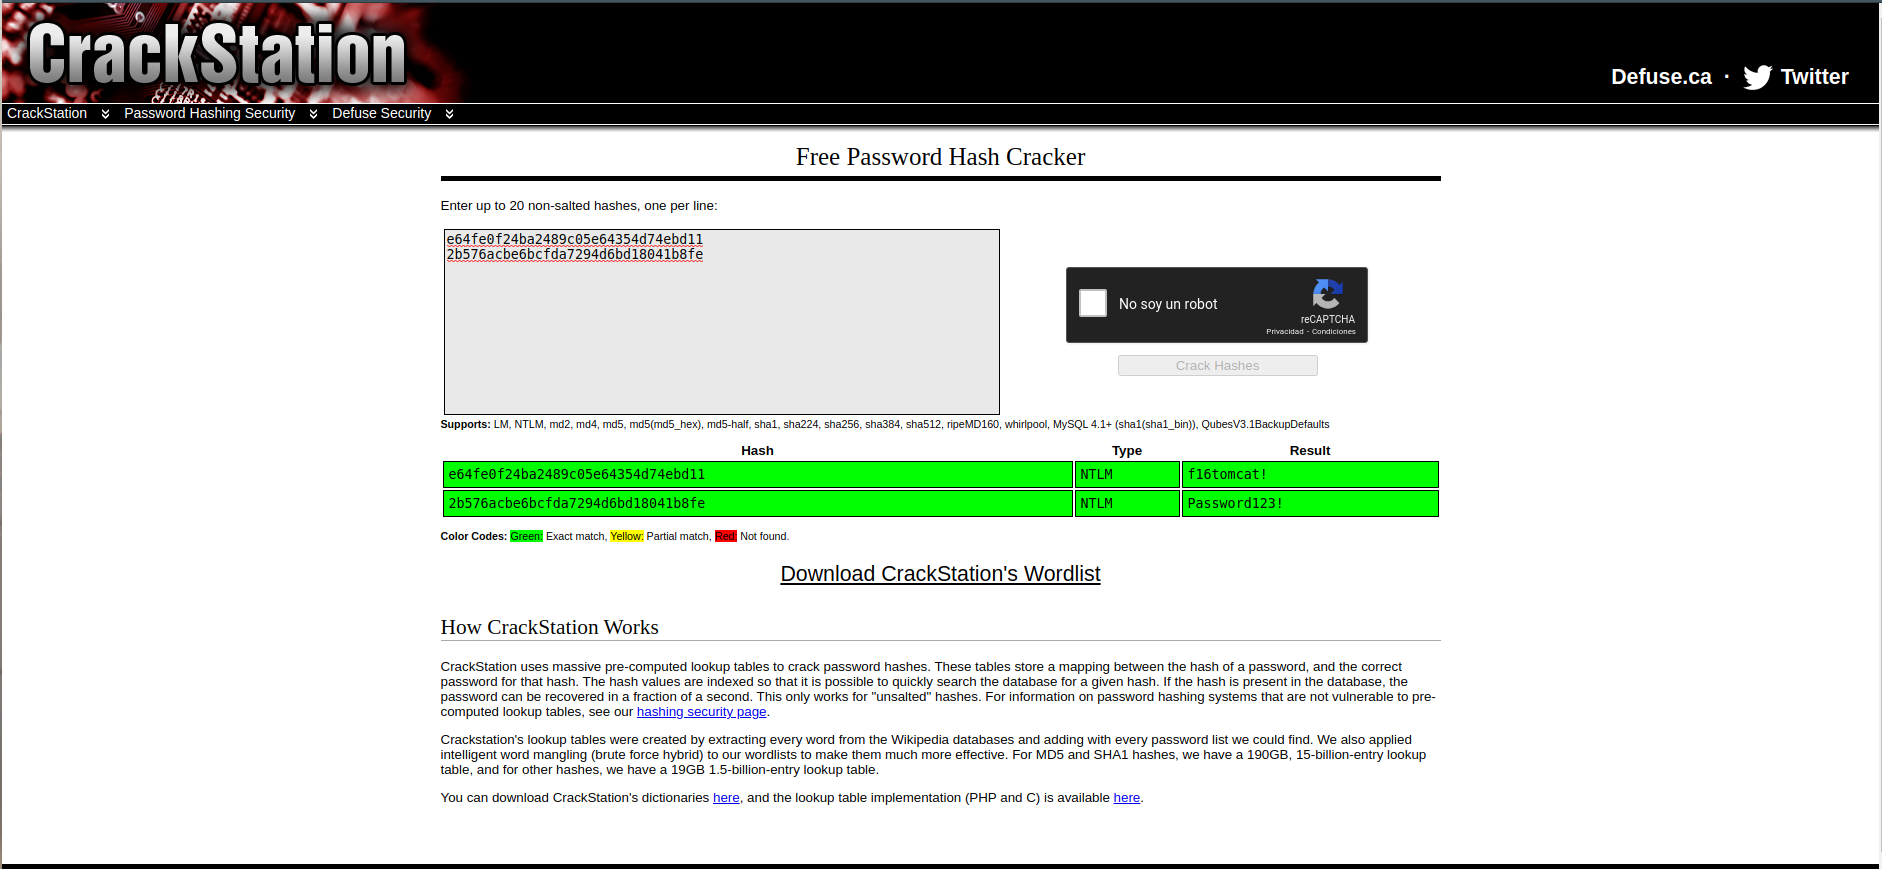 CrackStation
Defuse.ca · Twitter
CrackStation Password Hashing Security Defuse Security
Free Password Hash Cracker
Enter up to 20 non-salted hashes, one per line:
e64fe0f24ba2489c05e64354d74ebd11
2b576acbe6bcfda7294d6bd18041b8fe
No soy un robot
reCAPTCHA
Privacidad - Condiciones
Crack Hashes
Supports: LM, NTLM, md2, md4, md5, md5(md5_hex), md5-half, sha1, sha224, sha256, sha384, sha512, ripeMD160, whirlpool, MySQL 4.1+ (sha1(sha1_bin)), QubesV3.1BackupDefaults
Hash Type Result
e64fe0f24ba2489c05e64354d74ebd11 NTLM f16tomcat!
2b576acbe6bcfda7294d6bd18041b8fe NTLM Password123!
Color Codes: Green: Exact match, Yellow: Partial match, Red: Not found.
Download CrackStation's Wordlist
How CrackStation Works
CrackStation uses massive pre-computed lookup tables to crack password hashes. These tables store a mapping between the hash of a password, and the correct
password for that hash. The hash values are indexed so that it is possible to quickly search the database for a given hash. If the hash is present in the database, the
password can be recovered in a fraction of a second. This only works for "unsalted" hashes. For information on password hashing systems that are not vulnerable to pre-
computed lookup tables, see our hashing security page.
Crackstation's lookup tables were created by extracting every word from the Wikipedia databases and adding with every password list we could find. We also applied
intelligent word mangling (brute force hybrid) to our wordlists to make them much more effective. For MD5 and SHA1 hashes, we have a 190GB, 15-billion-entry lookup
table, and for other hashes, we have a 19GB 1.5-billion-entry lookup table.
You can download CrackStation's dictionaries here, and the lookup table implementation (PHP and C) is available here.